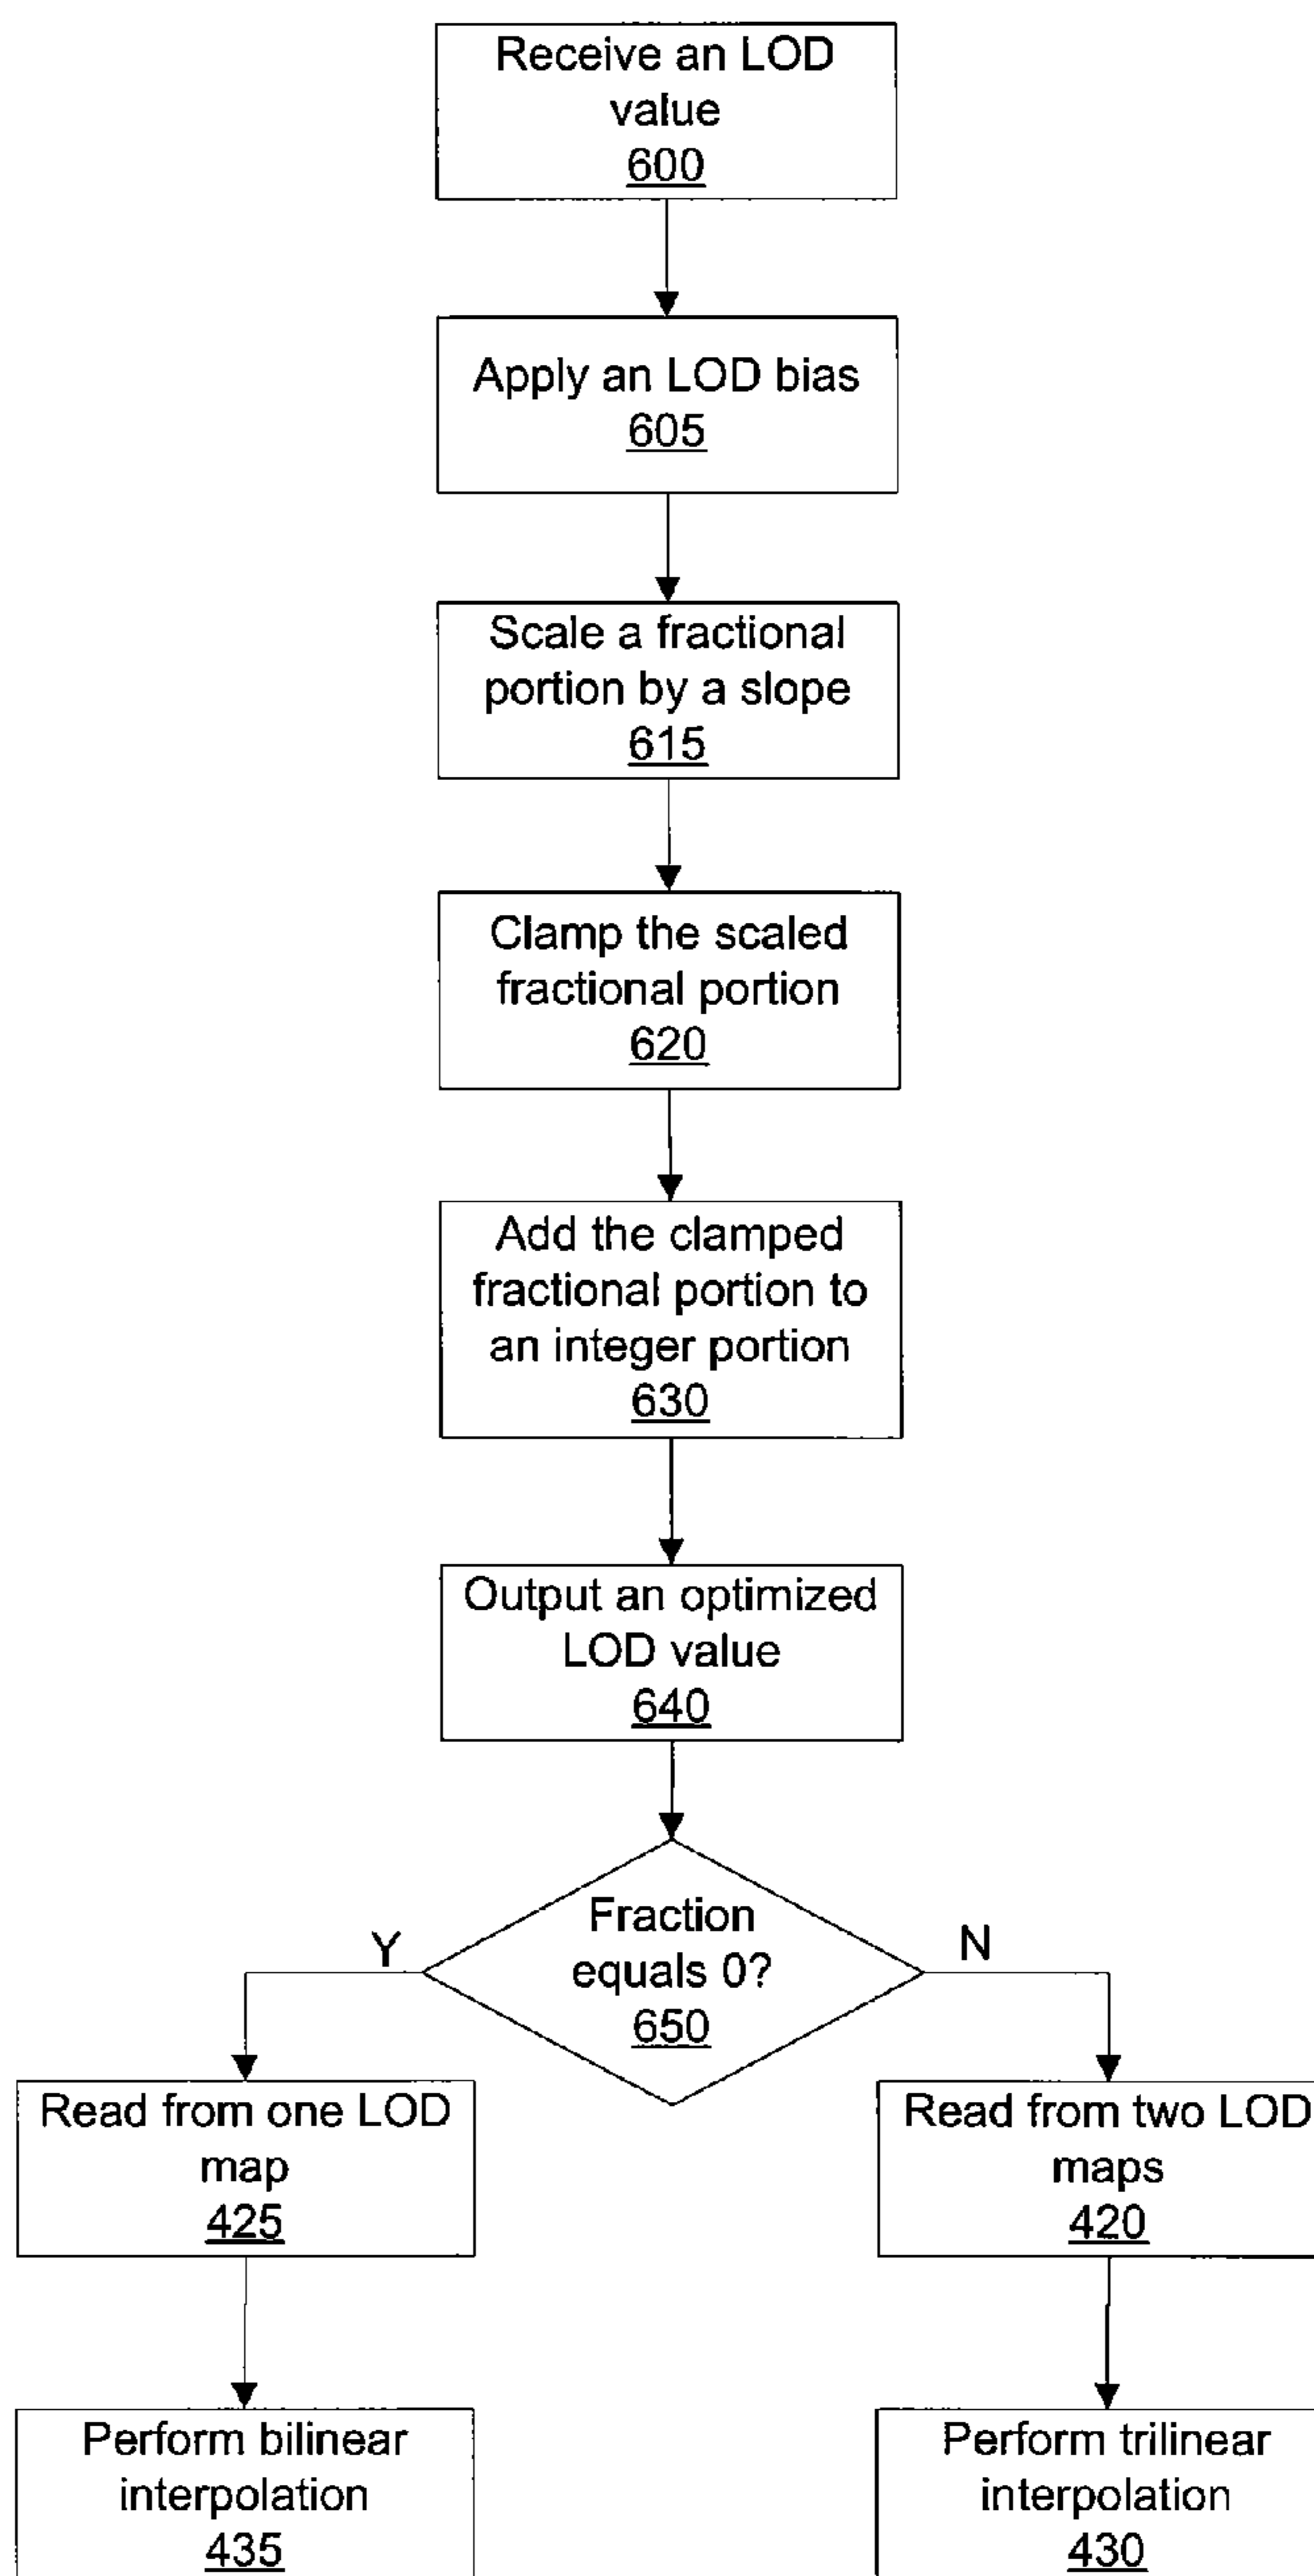 Receive an LOD
value
600
Apply an LOD bias
605
Scale a fractional
portion by a slope
615
Clamp the scaled
fractional portion
620
Add the clamped
fractional portion to
an integer portion
630
Output an optimized
LOD value
640
Fraction
equals 0?
650
Y
N
Read from one LOD
map
425
Read from two LOD
maps
420
Perform bilinear
interpolation
435
Perform trilinear
interpolation
430